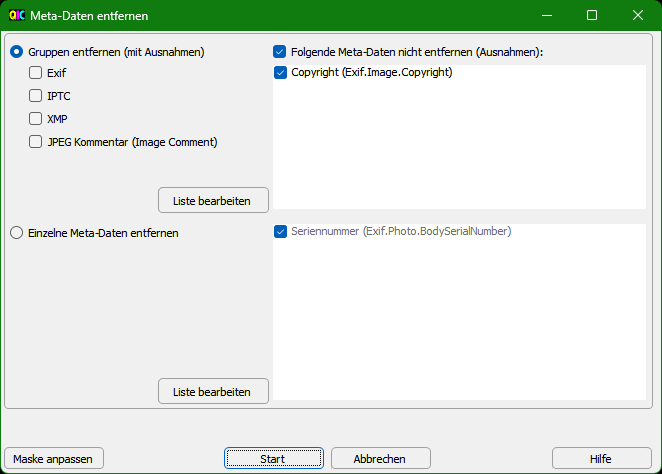 QIC Meta-Daten entfernen
Gruppen entfernen (mit Ausnahmen)
Folgende Meta-Daten nicht entfernen (Ausnahmen):
Exif
Copyright (Exif.Image.Copyright)
IPTC
XMP
JPEG Kommentar (Image Comment)
Liste bearbeiten
Einzelne Meta-Daten entfernen
Seriennummer (Exif.Photo.BodySerialNumber)
Liste bearbeiten
Maske anpassen
Start
Abbrechen
Hilfe